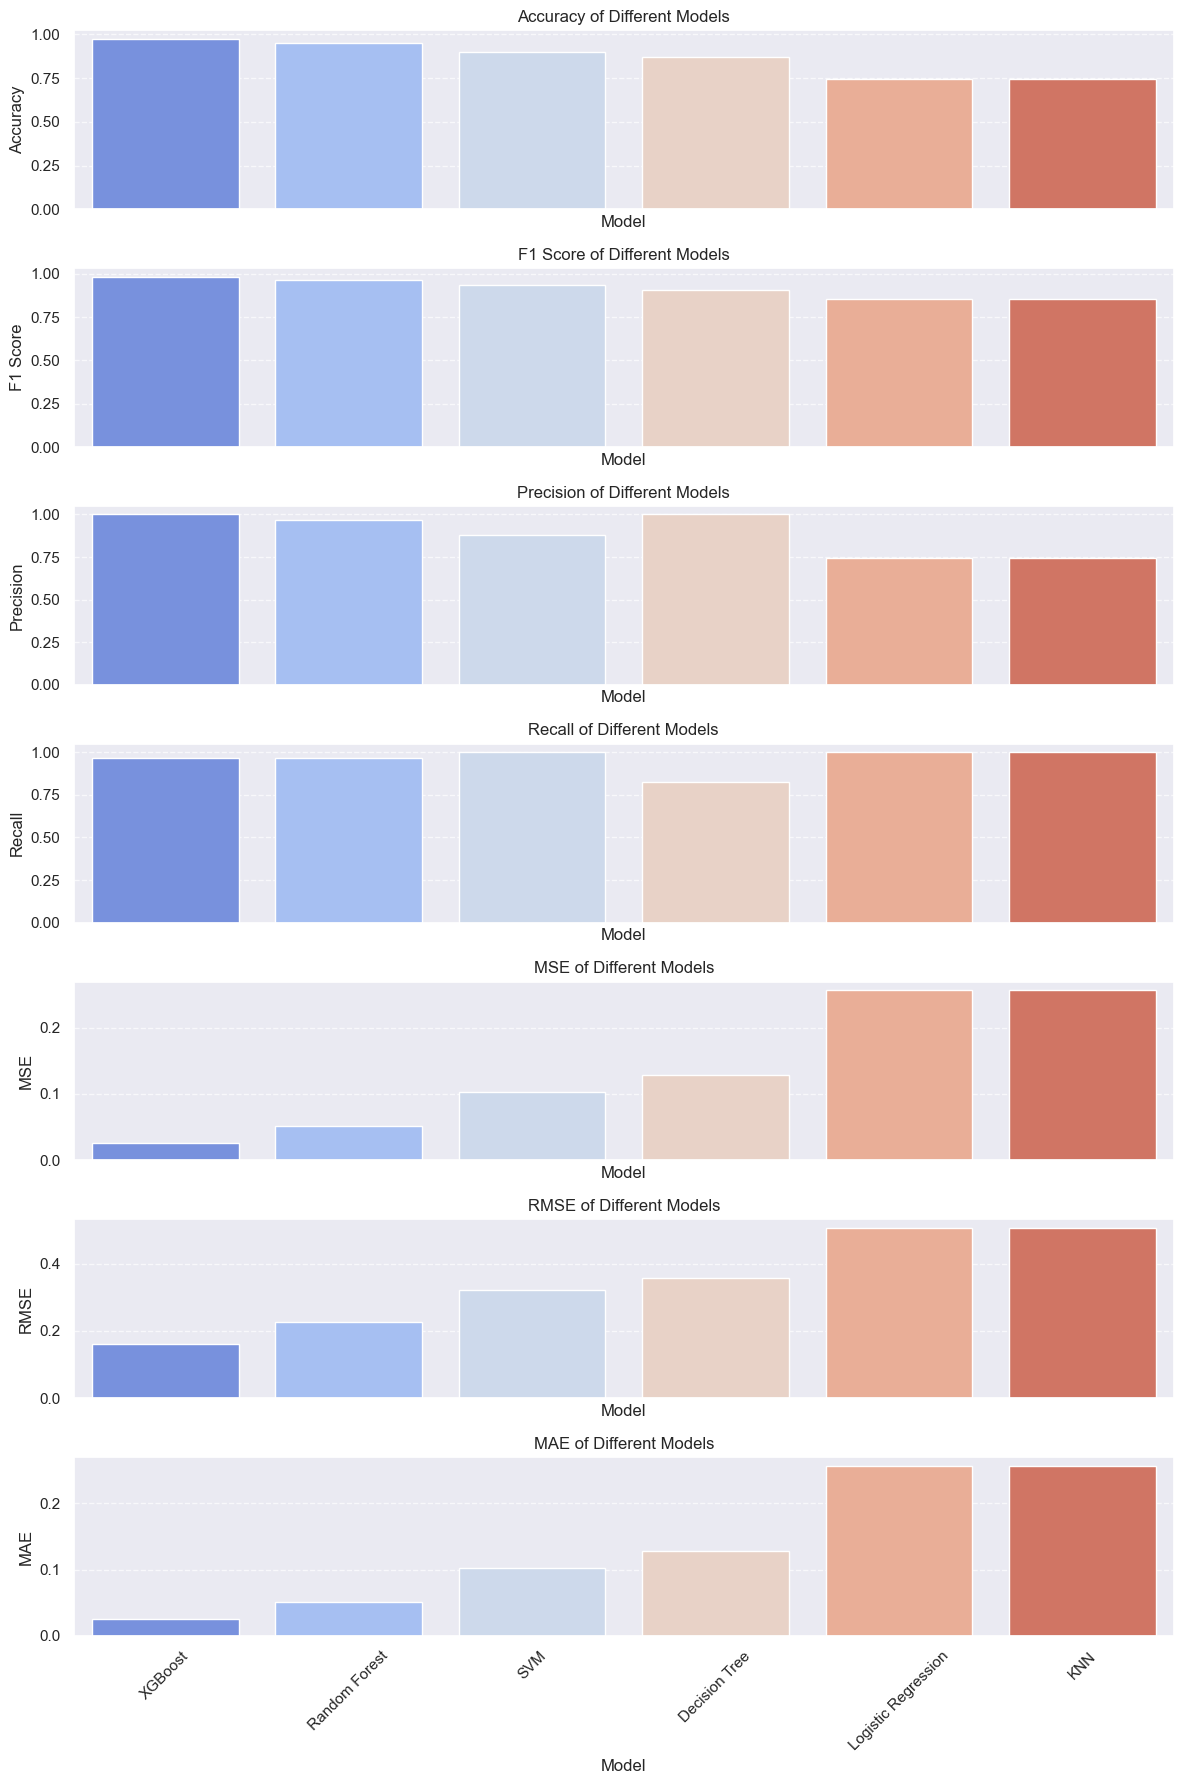 Accuracy of Different Models
1.00
0.75
0.50
0.25
0.00
Accuracy
Model
F1 Score of Different Models
1.00
0.75
0.50
0.25
0.00
F1 Score
Model
Precision of Different Models
1.00
0.75
0.50
0.25
0.00
Precision
Model
Recall of Different Models
1.00
0.75
0.50
0.25
0.00
Recall
Model
MSE of Different Models
0.2
0.1
0.0
MSE
Model
RMSE of Different Models
0.4
0.2
0.0
RMSE
Model
MAE of Different Models
0.2
0.1
0.0
MAE
XGBoost
Random Forest
SVM
Decision Tree
Logistic Regression
KNN
Model